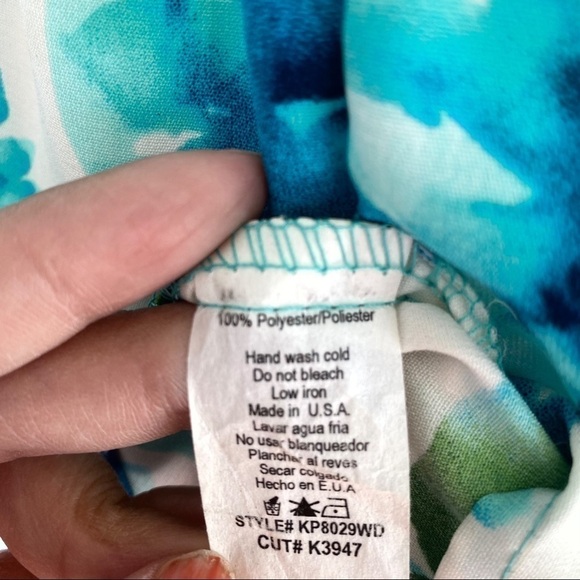 100% Polyester/Poliester
Hand wash cold
Do not bleach
Low iron
Made in U.S.A.
Lavar agua fria
No usar blanqueador
Planchar al revés
Secar colgado
Hecho en E.U.A
STYLE# KP8029WD
CUT# K3947